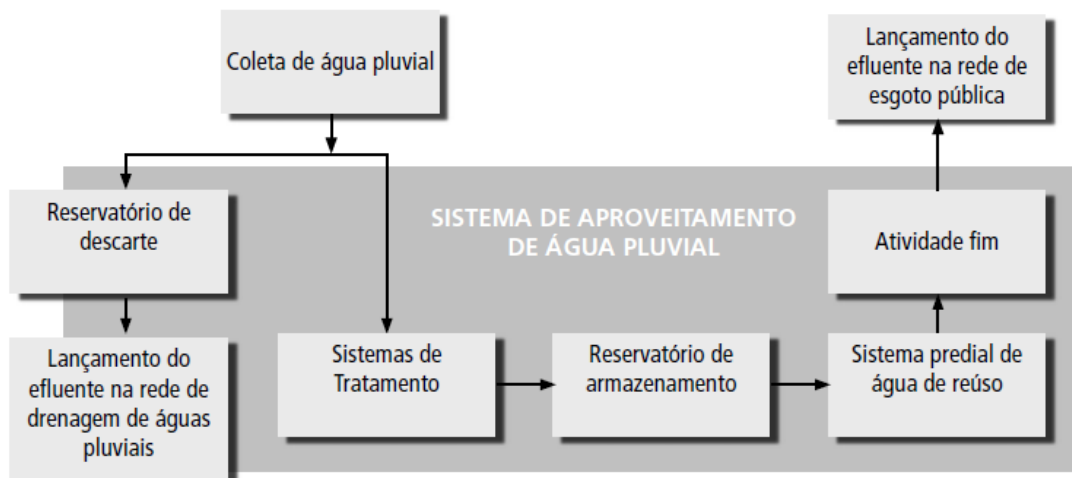 Coleta de água pluvial
Lançamento do
efluente na rede de
esgoto pública
Reservatório de
descarte
SISTEMA DE APROVEITAMENTO
DE ÁGUA PLUVIAL
Atividade fim
Lançamento do
efluente na rede de
drenagem de águas
pluviais
Sistemas de
Tratamento
Reservatório de
armazenamento
Sistema predial de
água de reúso